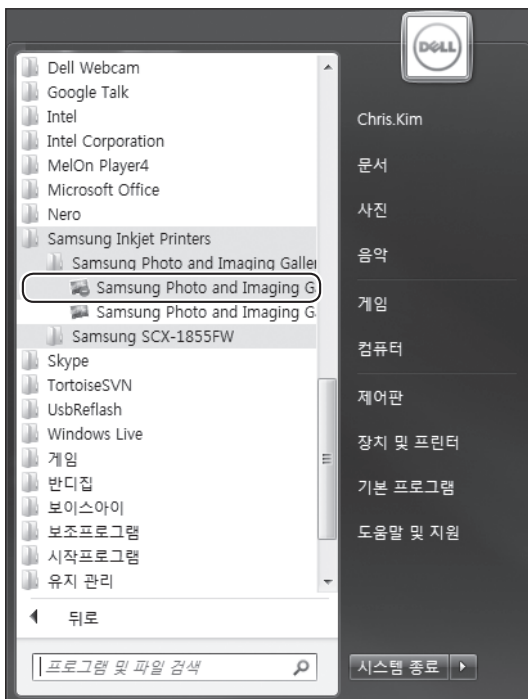 DELL
Dell Webcam
Google Talk
Intel
Intel Corporation
MelOn Player4
Microsoft Office
Nero
Samsung Inkjet Printers
Samsung Photo and Imaging Galler
Samsung Photo and Imaging G
Samsung Photo and Imaging G
Samsung SCX-1855FW
Skype
TortoiseSVN
UsbReflash
Windows Live
게임
반디집
보이스아이
보조프로그램
시작프로그램
유지 관리
뒤로
프로그램 및 파일 검색
Chris.Kim
문서
사진
음악
게임
컴퓨터
제어판
장치 및 프린터
기본 프로그램
도움말 및 지원
시스템 종료